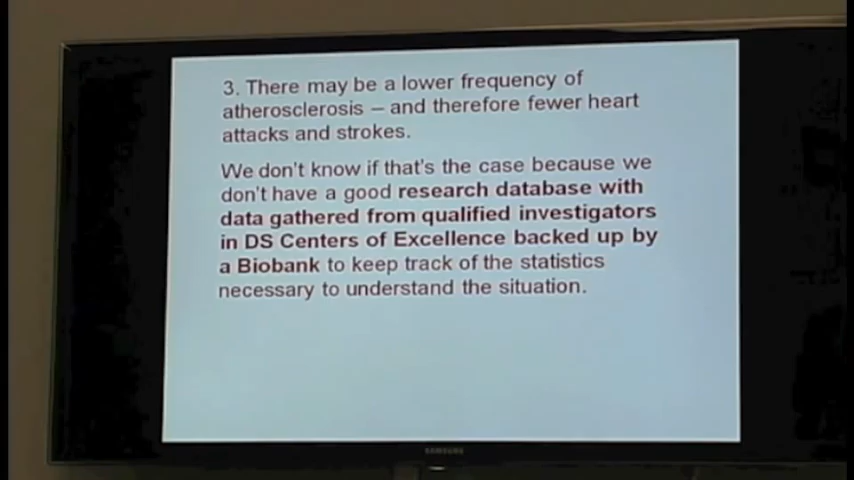 3. There may be a lower frequency of
atherosclerosis – and therefore fewer heart
attacks and strokes.
We don't know if that's the case because we
don't have a good research database with
data gathered from qualified investigators
in DS Centers of Excellence backed up by
a Biobank to keep track of the statistics
necessary to understand the situation.
SAMSUNG